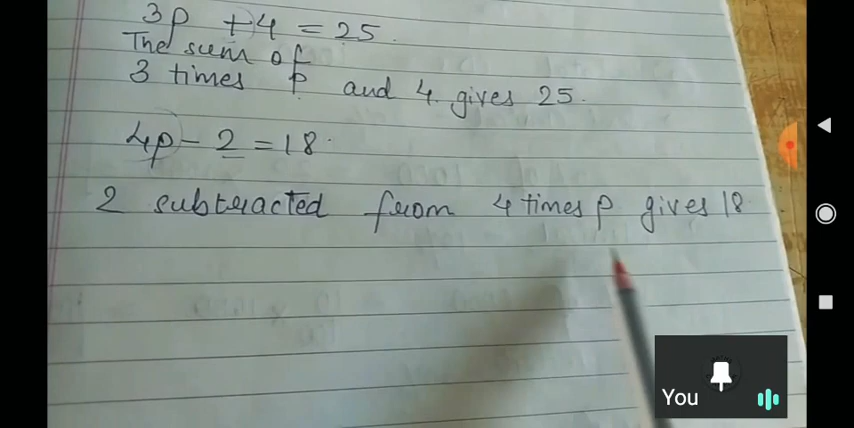 3p + 4 = 25.
The sum of
3 times p and 4 gives 25.
4p - 2 = 18.
2 subtracted from 4 times p gives 18
You